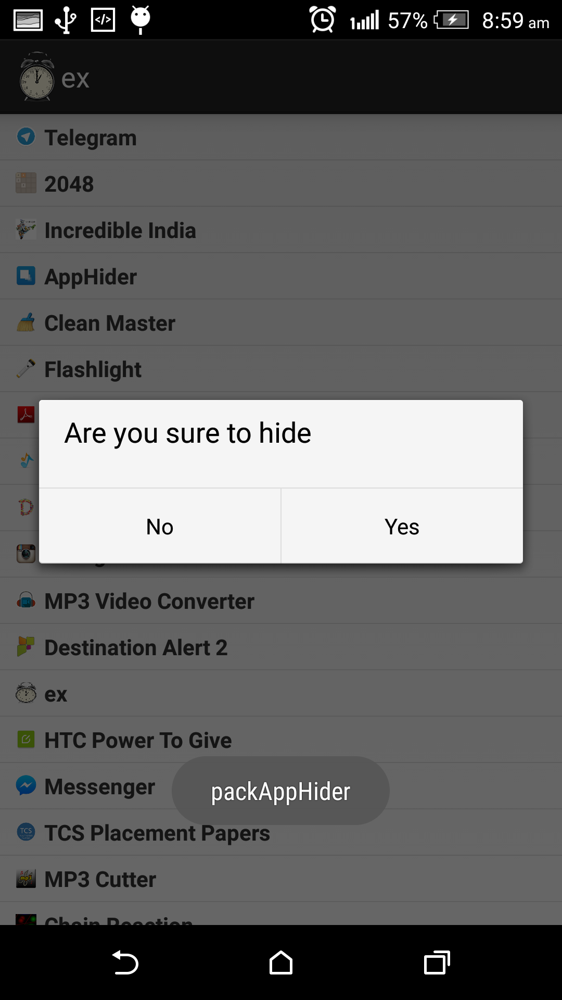 57% 8:59 am
ex
Telegram
2048
Incredible India
AppHider
Clean Master
Flashlight
Are you sure to hide
No Yes
MP3 Video Converter
Destination Alert 2
ex
HTC Power To Give
Messenger
packAppHider
TCS Placement Papers
MP3 Cutter
Chain Reaction